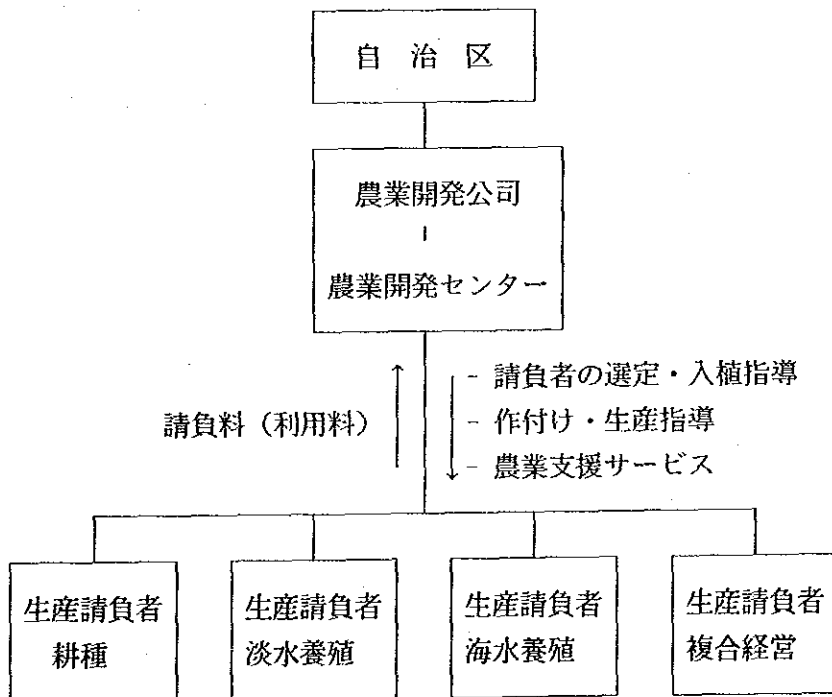 自 治 区
農業開発公司
農業開発センター
請負料（利用料）
- 請負者の選定・入植指導
- 作付け・生産指導
- 農業支援サービス
生産請負者
耕種
生産請負者
淡水養殖
生産請負者
海水養殖
生産請負者
複合経営